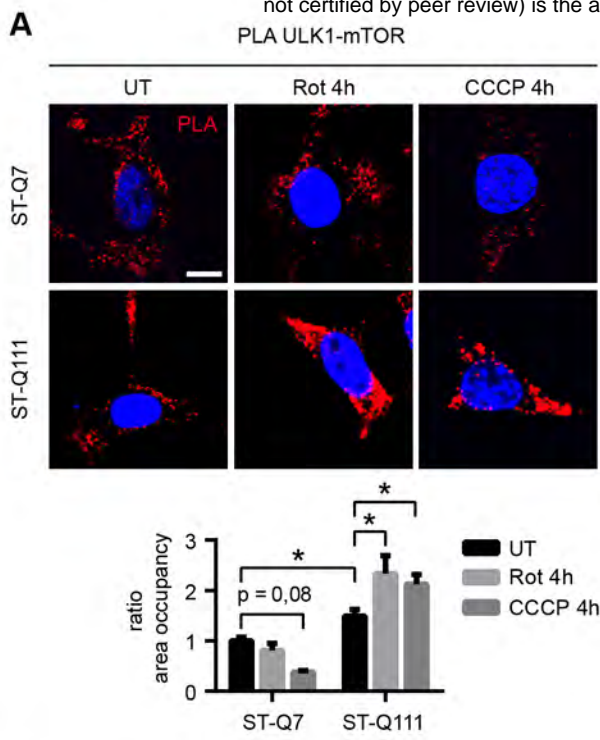 not certified by peer review) is the a
A
PLA ULK1-mTOR
UT Rot 4h CCCP 4h
PLA
ST-Q7
ST-Q111
* * *
p = 0,08
ratio
area occupancy
3
2
1
0
ST-Q7 ST-Q111
UT
Rot 4h
CCCP 4h